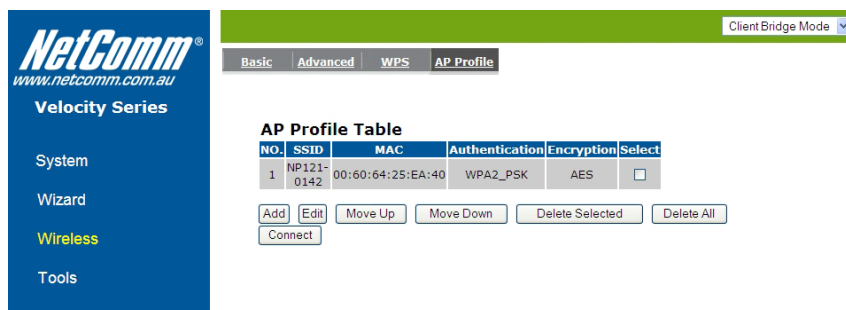 Client Bridge Mode
NetComm®
www.netcomm.com.au
Velocity Series
System
Wizard
Wireless
Tools
Basic Advanced WPS AP Profile
AP Profile Table
NO. SSID MAC Authentication Encryption Select
1 NP121-0142 00:60:64:25:EA:40 WPA2_PSK AES
Add Edit Move Up Move Down Delete Selected Delete All
Connect